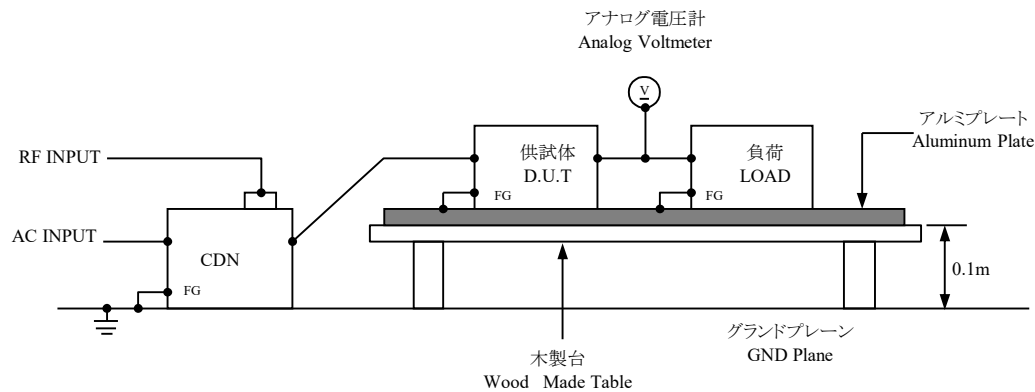 アナログ電圧計
Analog Voltmeter
V
アルミプレート
Aluminum Plate
供試体
D.U.T
負荷
LOAD
RF INPUT
FG
FG
AC INPUT
CDN
FG
0.1m
グランドプレーン
GND Plane
木製台
Wood Made Table